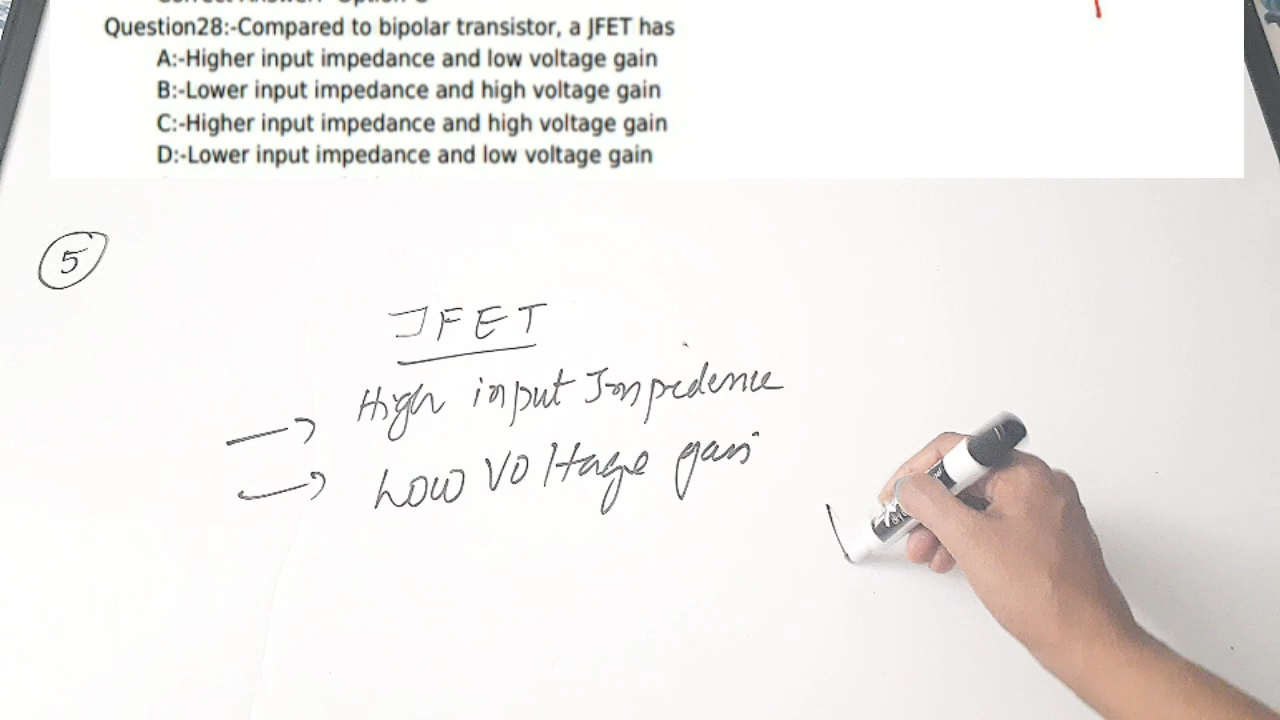 Question28:-Compared to bipolar transistor, a JFET has
A:-Higher input impedance and low voltage gain
B:-Lower input impedance and high voltage gain
C:-Higher input impedance and high voltage gain
D:-Lower input impedance and low voltage gain
5
JFET
High input Impedence
Low Voltage gain